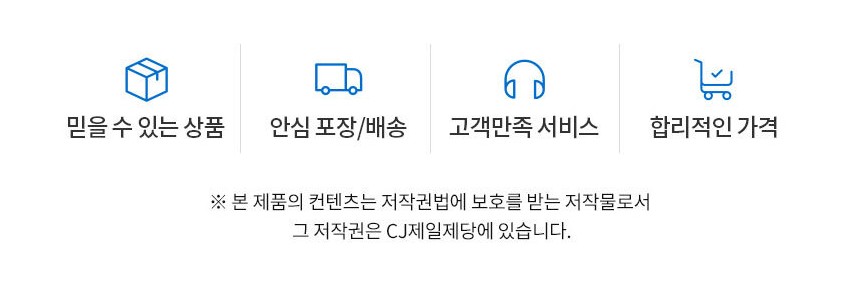 믿을 수 있는 상품
안심 포장/배송
고객만족 서비스
합리적인 가격
※ 본 제품의 컨텐츠는 저작권법에 보호를 받는 저작물로서
그 저작권은 CJ제일제당에 있습니다.